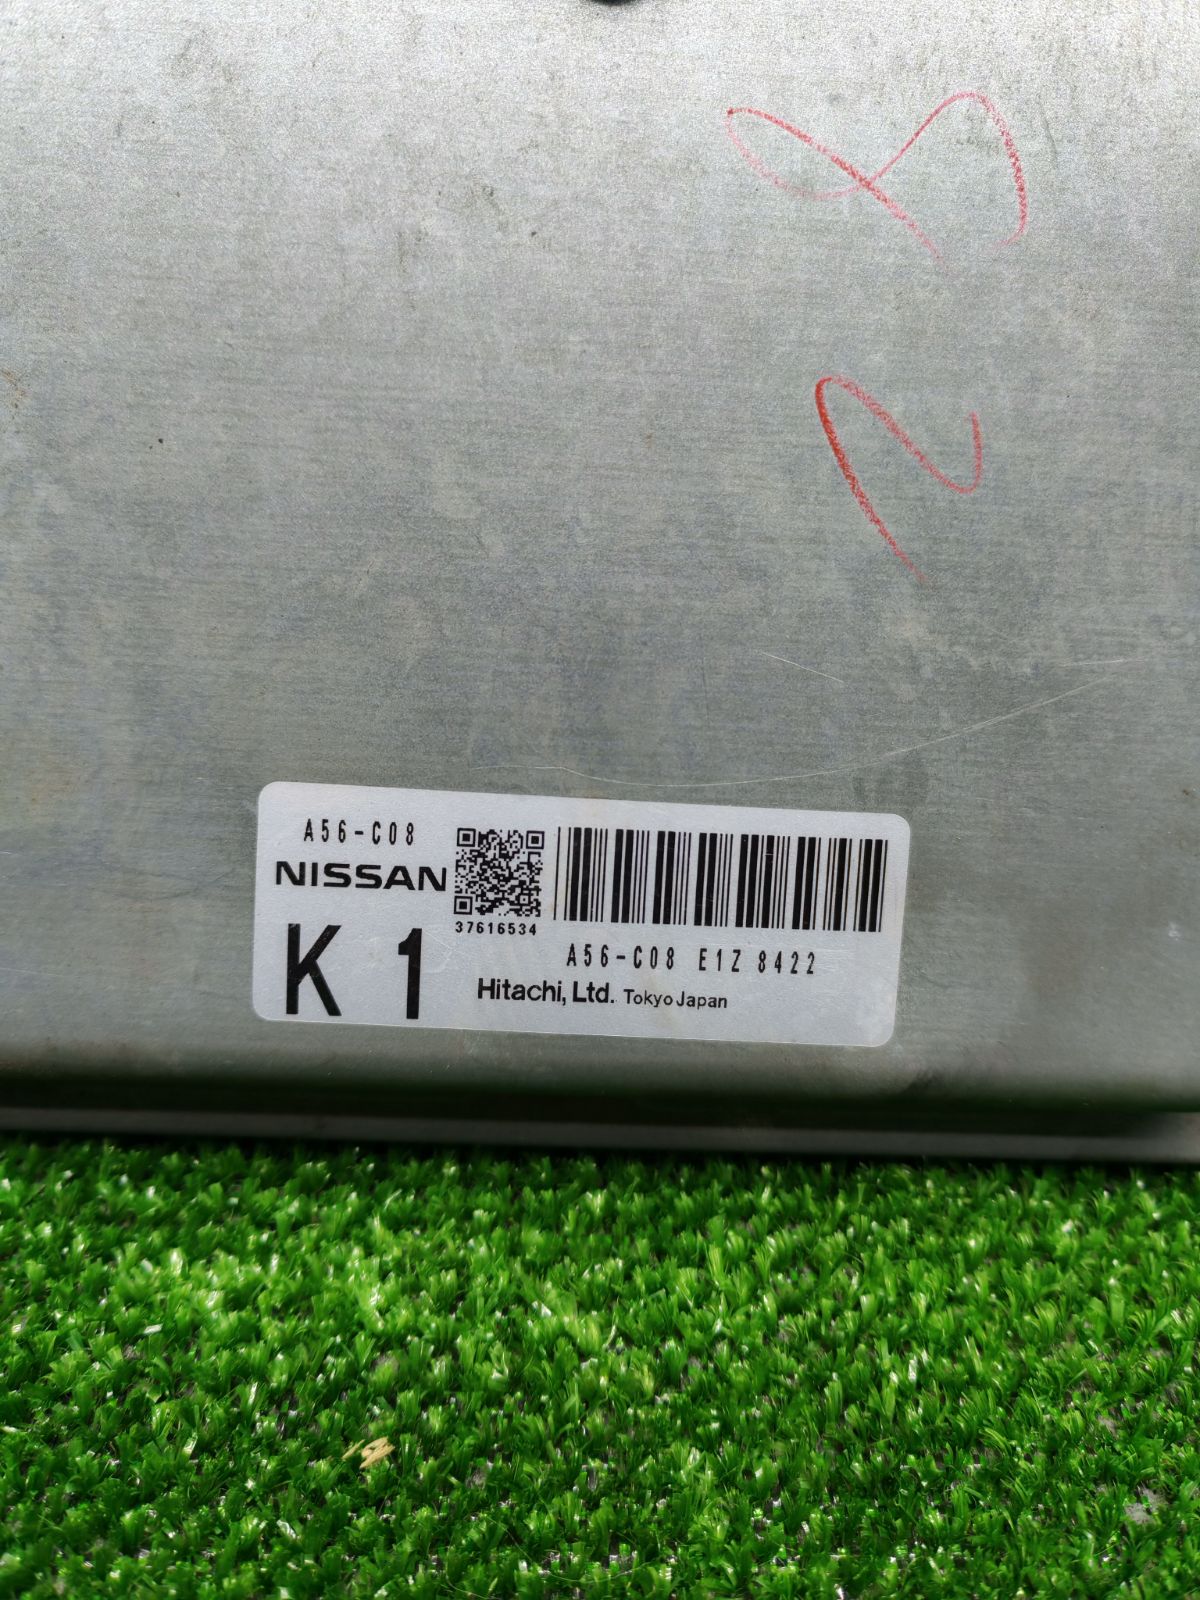 A56-C08
NISSAN
K 1
37616534
A56-C08 E1Z 8422
Hitachi, Ltd. Tokyo Japan